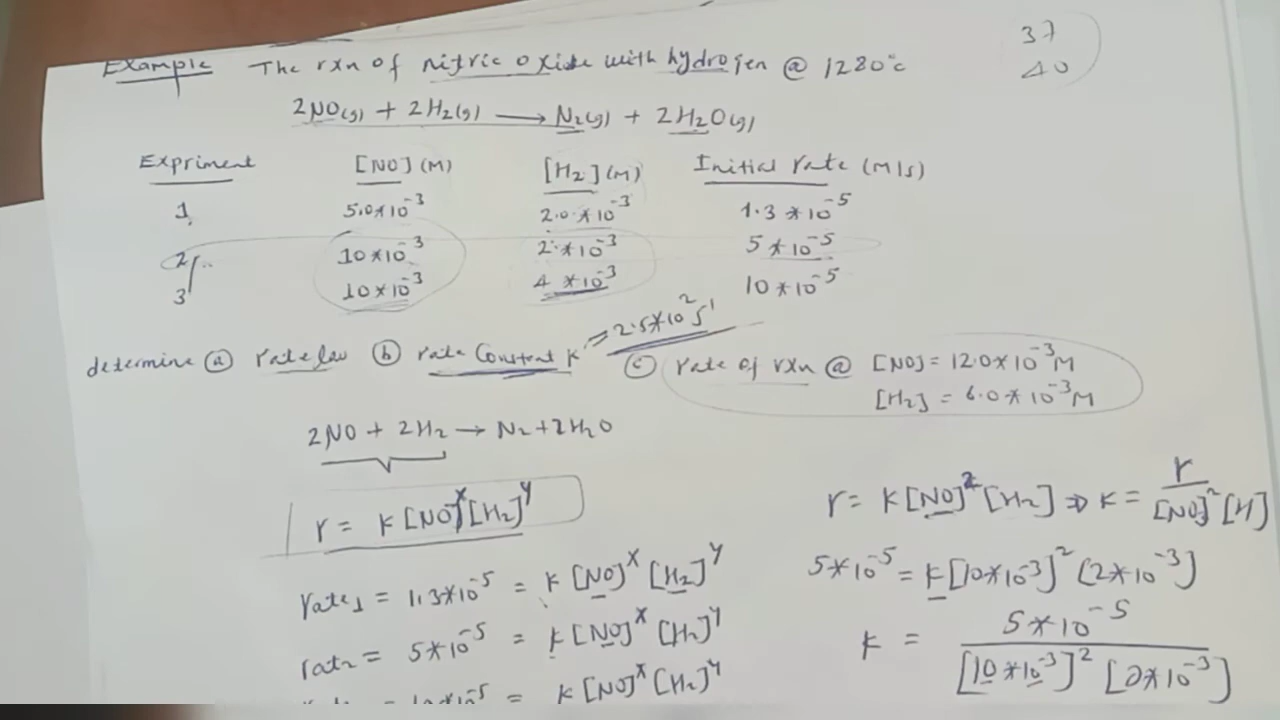 37
40
Example The rxn of nitric oxide with hydrogen @ 1280°c
2NO(g) + 2H₂(g) ⟶ N₂(g) + 2H₂O(g)
Expriment [NO] (M) [H₂] (M) Initial rate (M/s)
1 5.0*10⁻³ 2.0*10⁻³ 1.3*10⁻⁵
2 10*10⁻³ 2*10⁻³ 5*10⁻⁵
3 10*10⁻³ 4*10⁻³ 10*10⁻⁵
determine (a) rate law (b) rate Constant K = 2.5*10² s⁻¹ (c) rate of rxn @ [NO] = 12.0*10⁻³M
[H₂] = 6.0*10⁻³M
2NO + 2H₂ → N₂ + 2H₂O
r = K[NO]ˣ[H₂]ʸ
rate₁ = 1.3*10⁻⁵ = K[NO]ˣ[H₂]ʸ
rat₂ = 5*10⁻⁵ = K[NO]ˣ[H₂]ʸ
= K[NO]ˣ[H₂]ʸ
r = K[NO]²[H₂] ⇒ K = r / [NO]²[H]
5*10⁻⁵ = K[10*10⁻³]²(2*10⁻³)
K = 5*10⁻⁵ / [10*10⁻³]²[2*10⁻³]